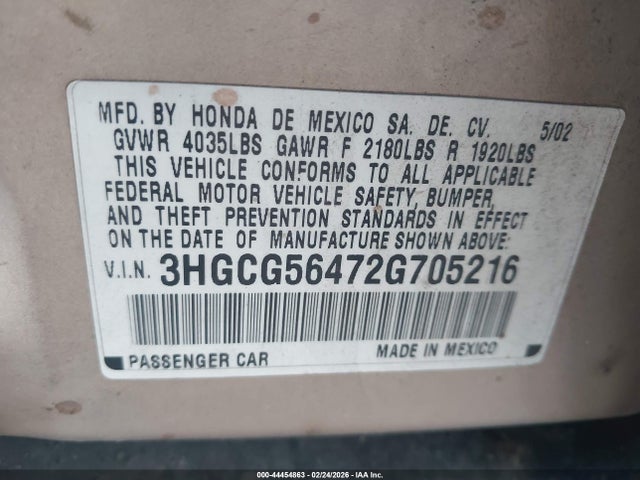 MFD. BY HONDA DE MEXICO SA. DE. CV. 5/02
GVWR 4035LBS GAWR F 2180LBS R 1920LBS
THIS VEHICLE CONFORMS TO ALL APPLICABLE
FEDERAL MOTOR VEHICLE SAFETY, BUMPER,
AND THEFT PREVENTION STANDARDS IN EFFECT
ON THE DATE OF MANUFACTURE SHOWN ABOVE:
V.I.N. 3HGCG56472G705216
PASSENGER CAR MADE IN MEXICO
000-44454863 - 02/24/2026 - IAA Inc.